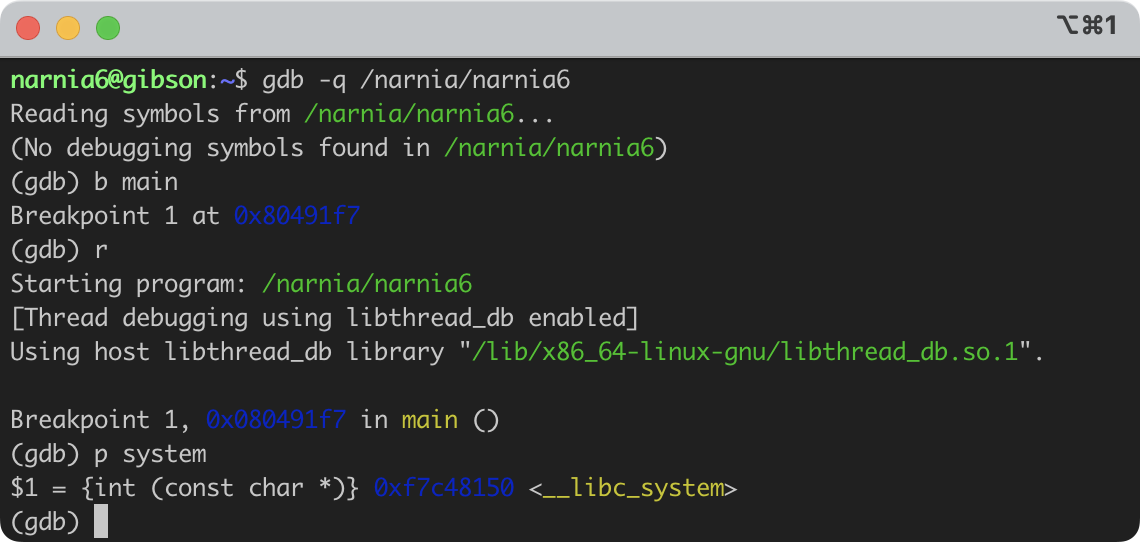 ⌥⌘1
narnia6@gibson:~$ gdb -q /narnia/narnia6
Reading symbols from /narnia/narnia6...
(No debugging symbols found in /narnia/narnia6)
(gdb) b main
Breakpoint 1 at 0x80491f7
(gdb) r
Starting program: /narnia/narnia6
[Thread debugging using libthread_db enabled]
Using host libthread_db library "/lib/x86_64-linux-gnu/libthread_db.so.1".
Breakpoint 1, 0x080491f7 in main ()
(gdb) p system
$1 = {int (const char *)} 0xf7c48150 <__libc_system>
(gdb)